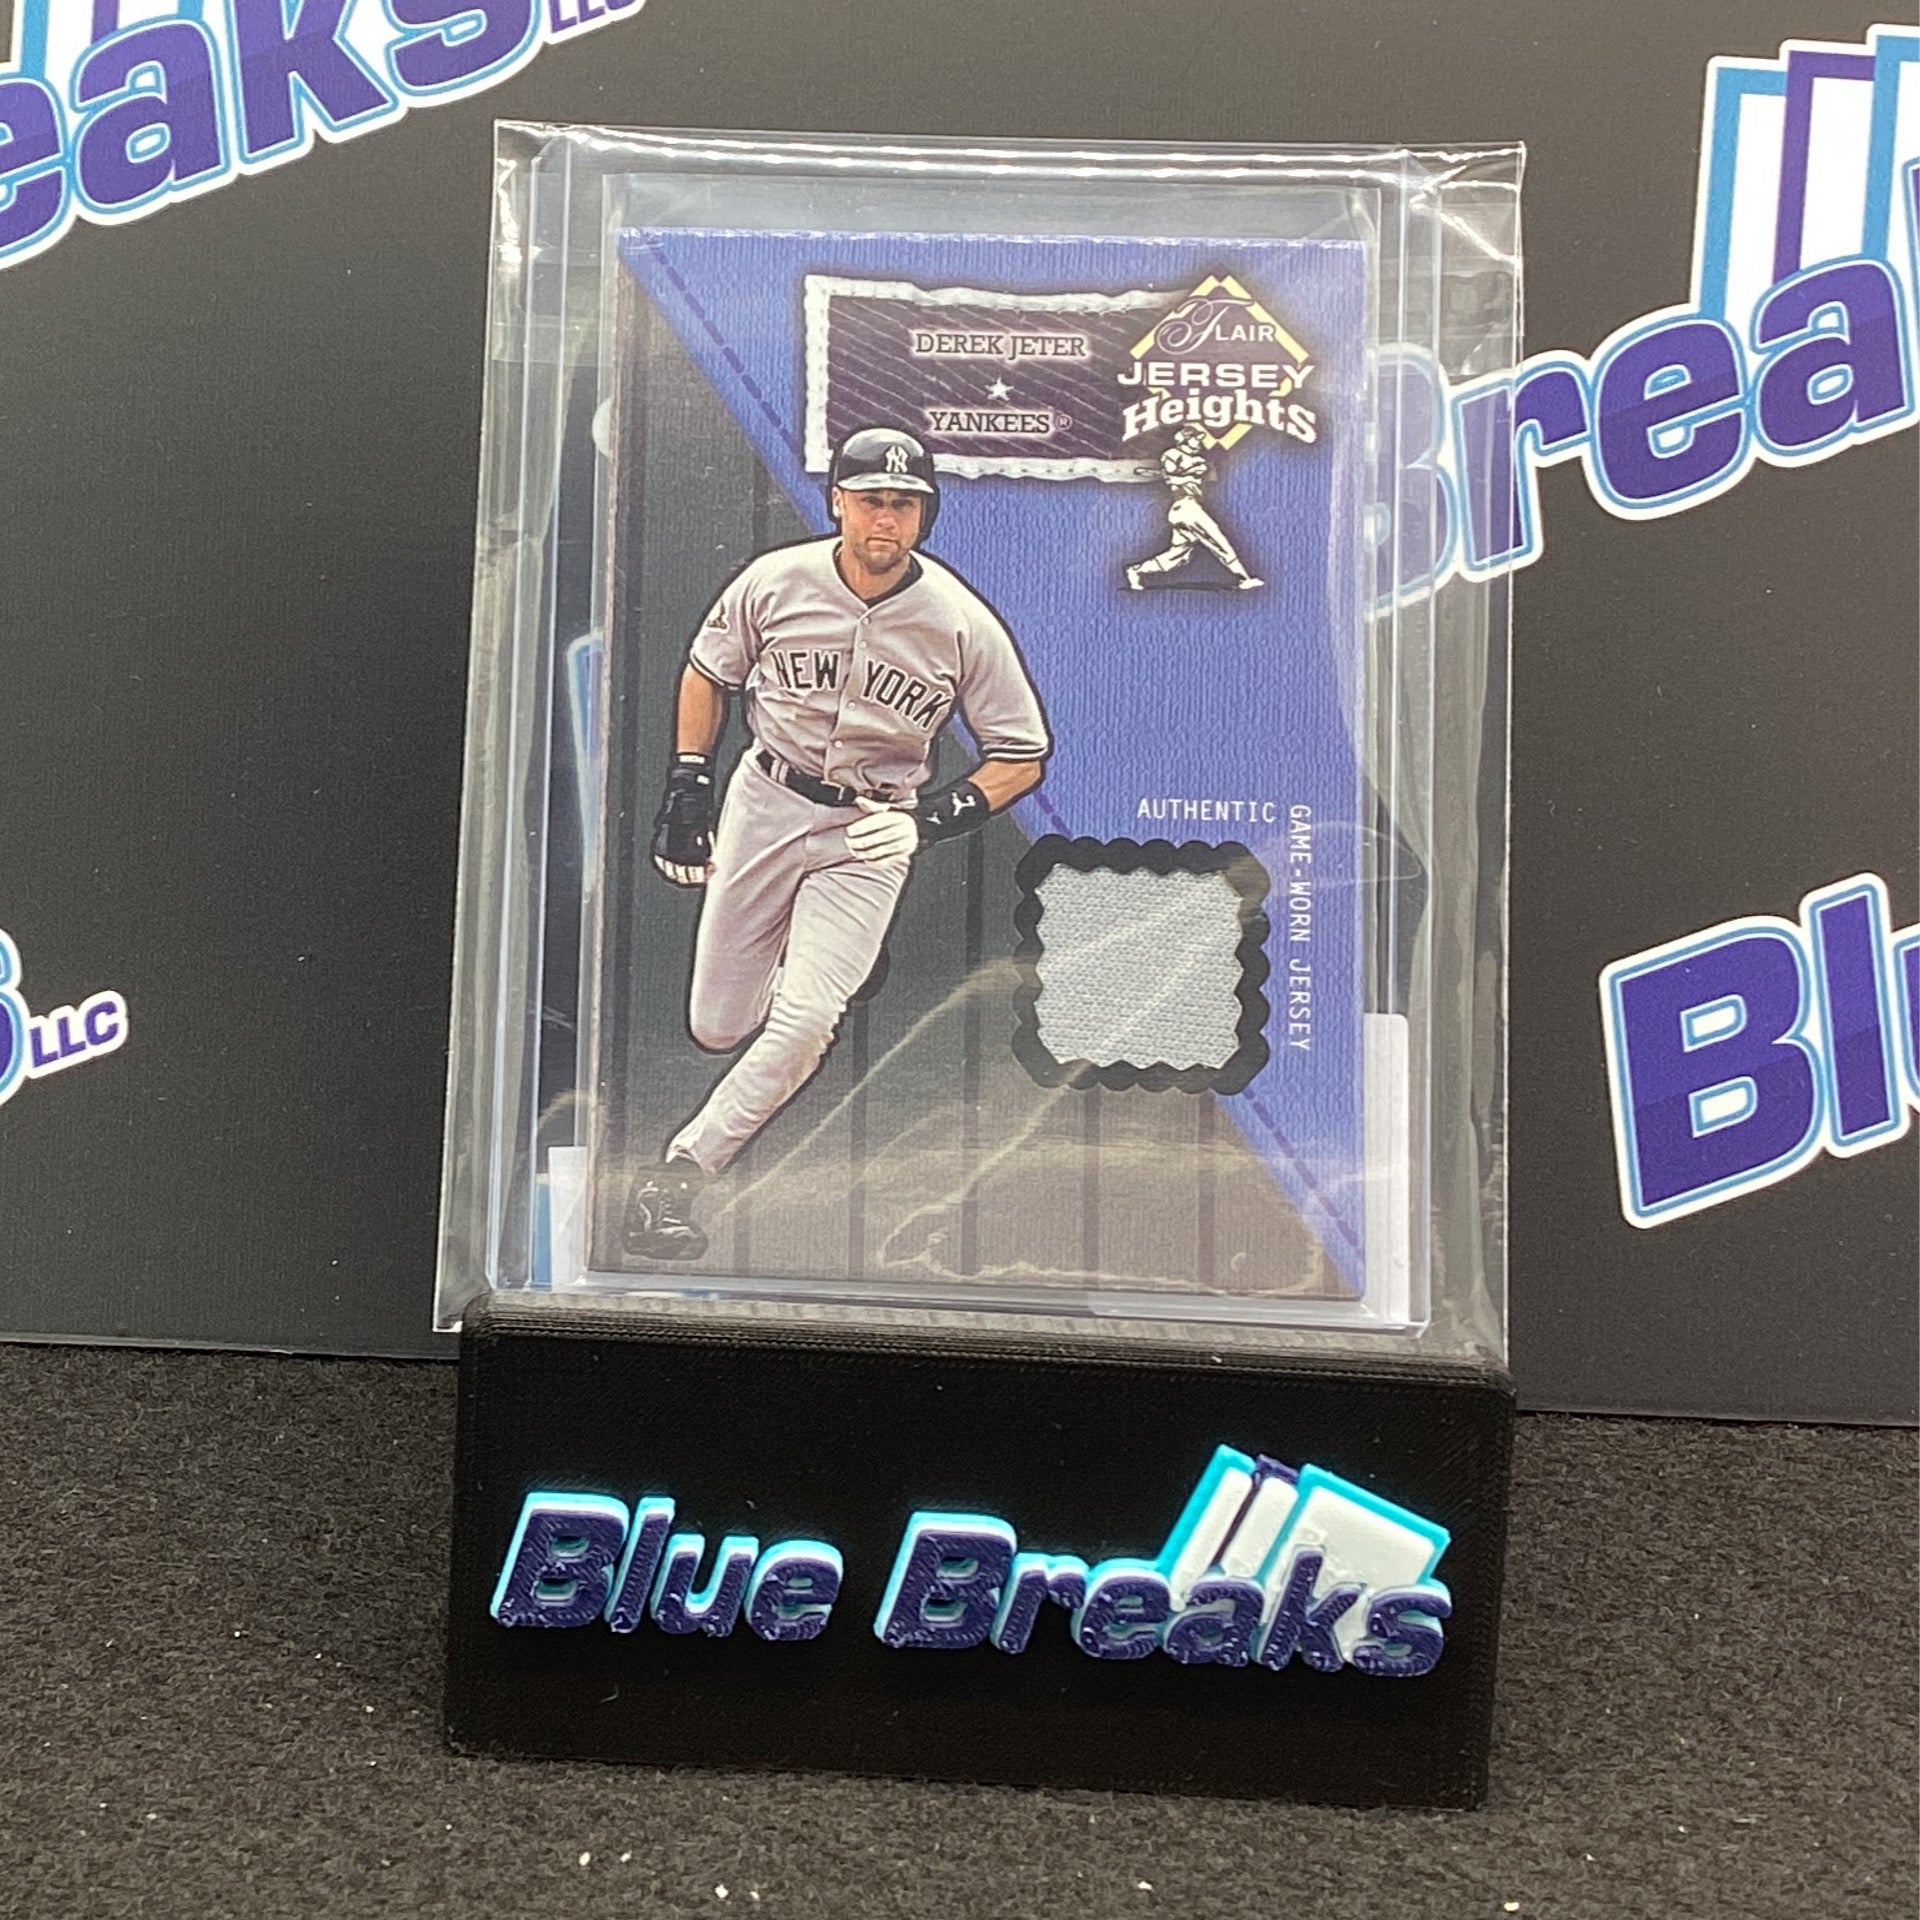 eaks LLC
DEREK JETER
YANKEES®
FLAIR
JERSEY
Heights
NY
NEW YORK
AUTHENTIC
GAME-WORN JERSEY
Brea
LLC
Bl
Blue Breaks